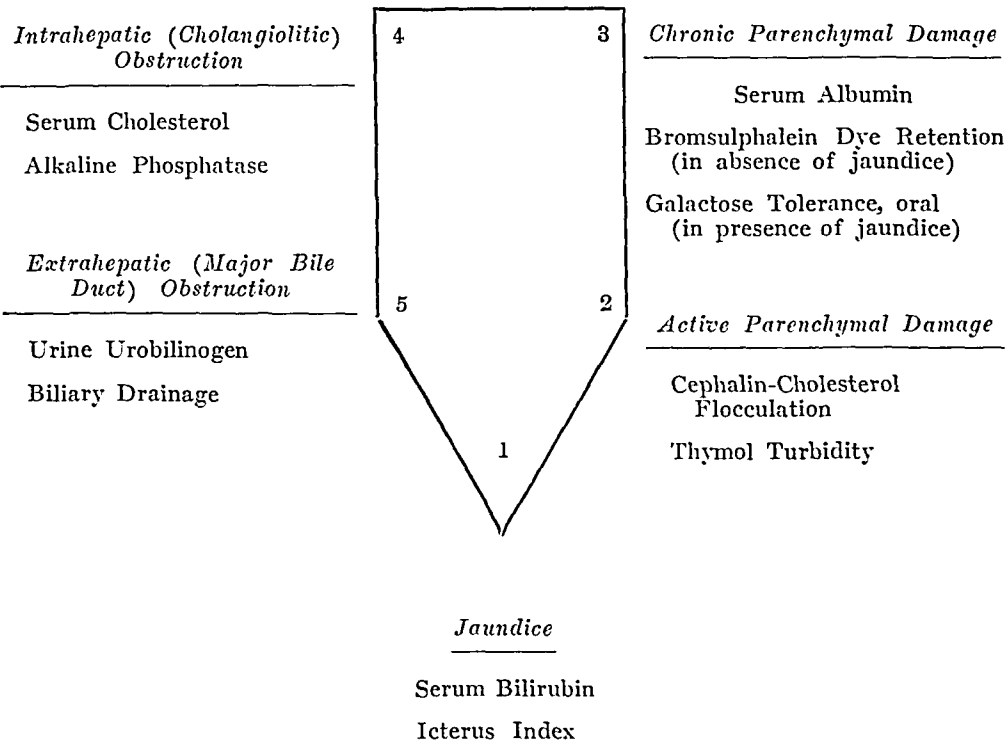 Intrahepatic (Cholangiolitic)
Obstruction
Serum Cholesterol
Alkaline Phosphatase
Extrahepatic (Major Bile
Duct) Obstruction
Urine Urobilinogen
Biliary Drainage
4
3
5
2
1
Chronic Parenchymal Damage
Serum Albumin
Bromsulphalein Dye Retention
(in absence of jaundice)
Galactose Tolerance, oral
(in presence of jaundice)
Active Parenchymal Damage
Cephalin-Cholesterol
Flocculation
Thymol Turbidity
Jaundice
Serum Bilirubin
Icterus Index